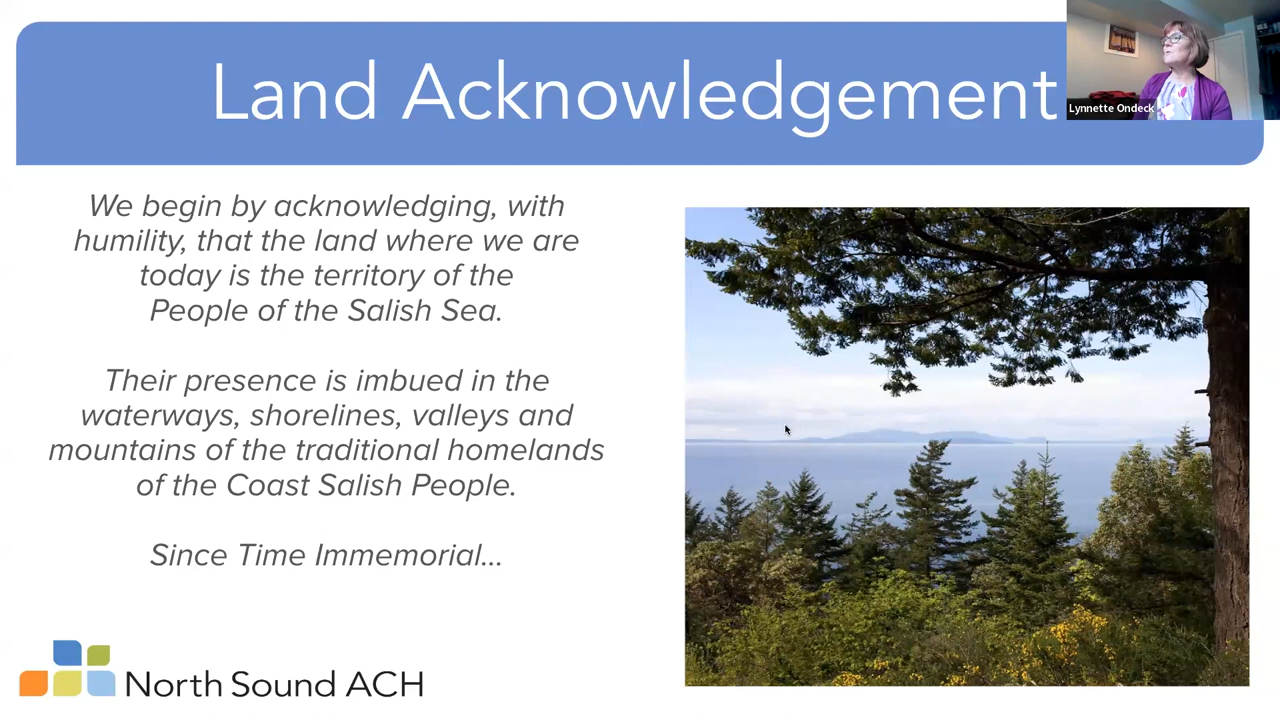 Land Acknowledgement
Lynnette Ondeck
We begin by acknowledging, with
humility, that the land where we are
today is the territory of the
People of the Salish Sea.
Their presence is imbued in the
waterways, shorelines, valleys and
mountains of the traditional homelands
of the Coast Salish People.
Since Time Immemorial...
North Sound ACH